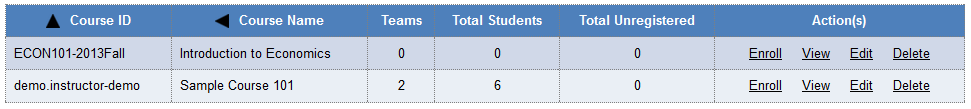 Course ID Course Name Teams Total Students Total Unregistered Action(s)
ECON101-2013Fall Introduction to Economics 0 0 0 Enroll View Edit Delete
demo.instructor-demo Sample Course 101 2 6 0 Enroll View Edit Delete